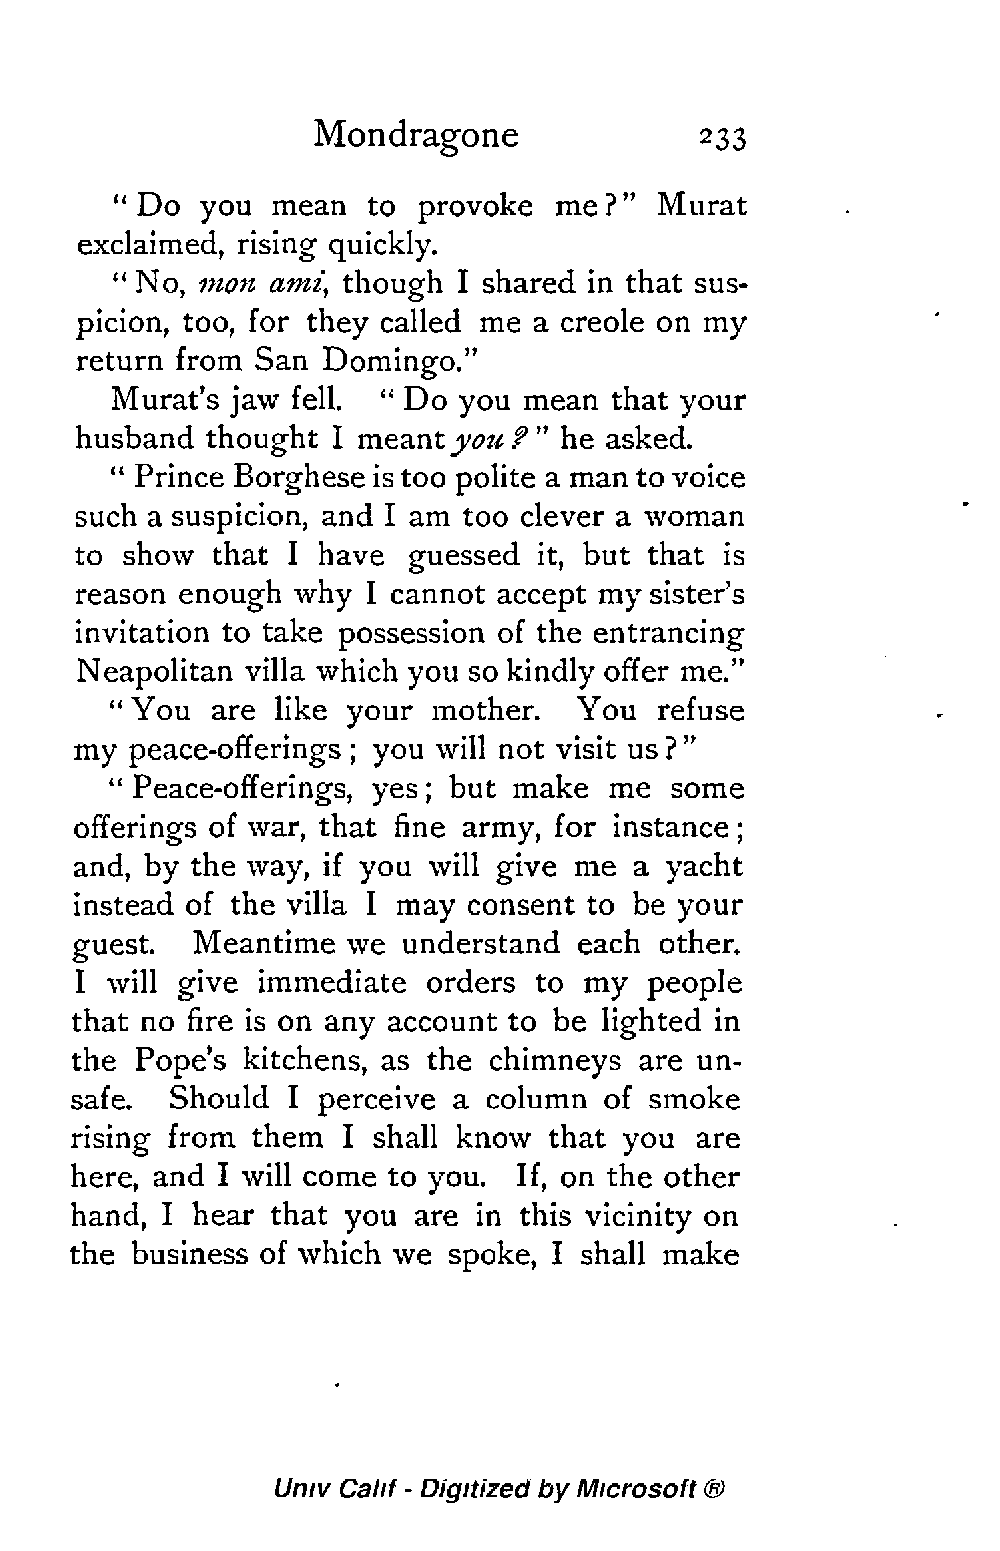 Mondragone 233
“ Do you mean to provoke me?” Murat
exclaimed, rising quickly.
“ No, mon ami, though I shared in that sus-
picion, too, for they called me a creole on my
return from San Domingo.”
Murat's jaw fell. “ Do you mean that your
husband thought I meant you ? ” he asked.
“ Prince Borghese is too polite a man to voice
such a suspicion, and I am too clever a woman
to show that I have guessed it, but that is
reason enough why I cannot accept my sister's
invitation to take possession of the entrancing
Neapolitan villa which you so kindly offer me.”
“ You are like your mother. You refuse
my peace-offerings ; you will not visit us ? ”
“ Peace-offerings, yes ; but make me some
offerings of war, that fine army, for instance ;
and, by the way, if you will give me a yacht
instead of the villa I may consent to be your
guest. Meantime we understand each other.
I will give immediate orders to my people
that no fire is on any account to be lighted in
the Pope's kitchens, as the chimneys are un-
safe. Should I perceive a column of smoke
rising from them I shall know that you are
here, and I will come to you. If, on the other
hand, I hear that you are in this vicinity on
the business of which we spoke, I shall make
Univ Calif - Digitized by Microsoft ®